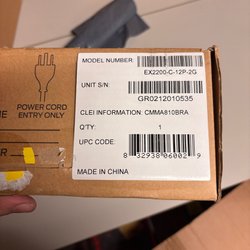 MODEL NUMBER
EX2200-C-12P-2G
UNIT S/N:
GR0212010535
CLEI INFORMATION: CMMA810BRA
Q'TY: 1
UPC CODE:
8 32938 06002 9
MADE IN CHINA
POWER CORD
ENTRY ONLY